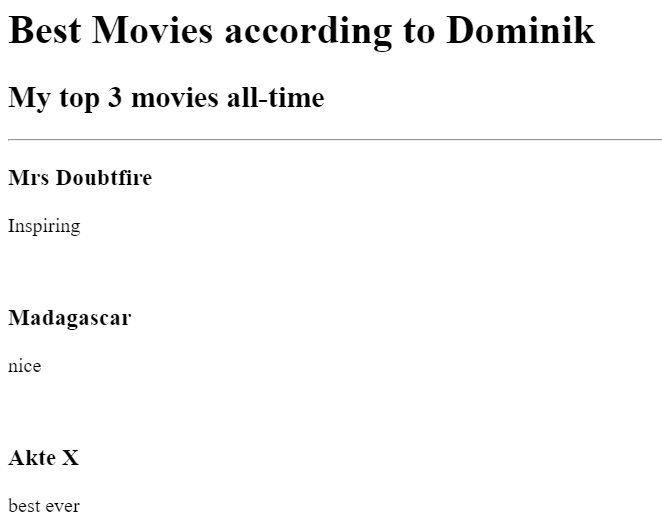 Best Movies according to Dominik
My top 3 movies all-time
Mrs Doubtfire
Inspiring
Madagascar
nice
Akte X
best ever